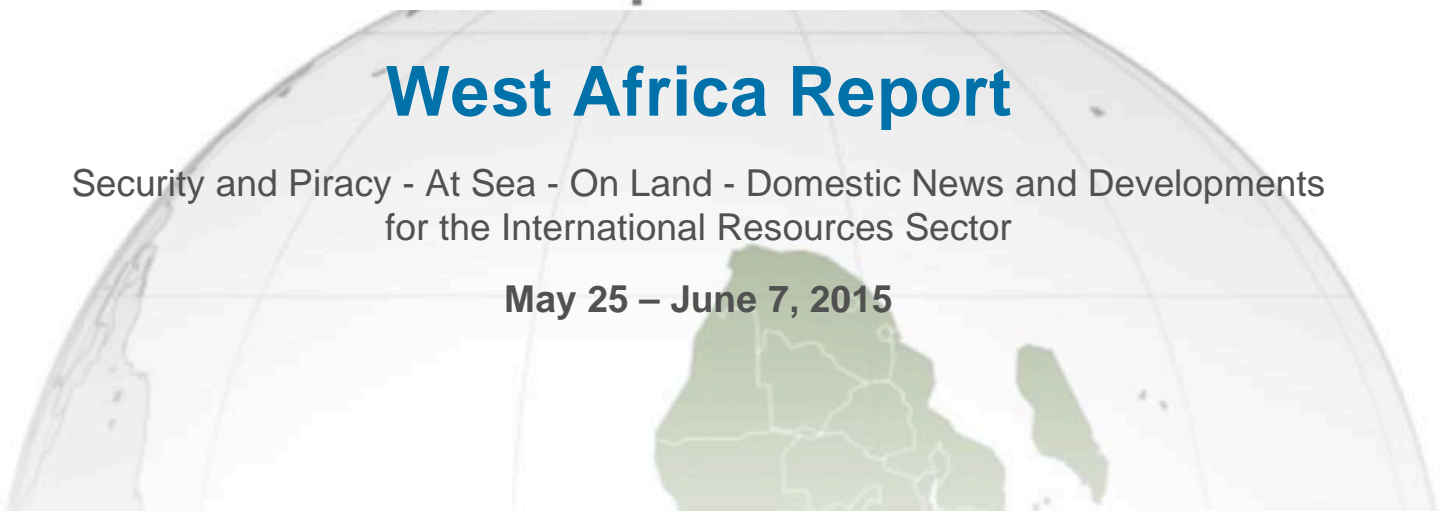 West Africa Report
Security and Piracy - At Sea - On Land - Domestic News and Developments
for the International Resources Sector
May 25 – June 7, 2015